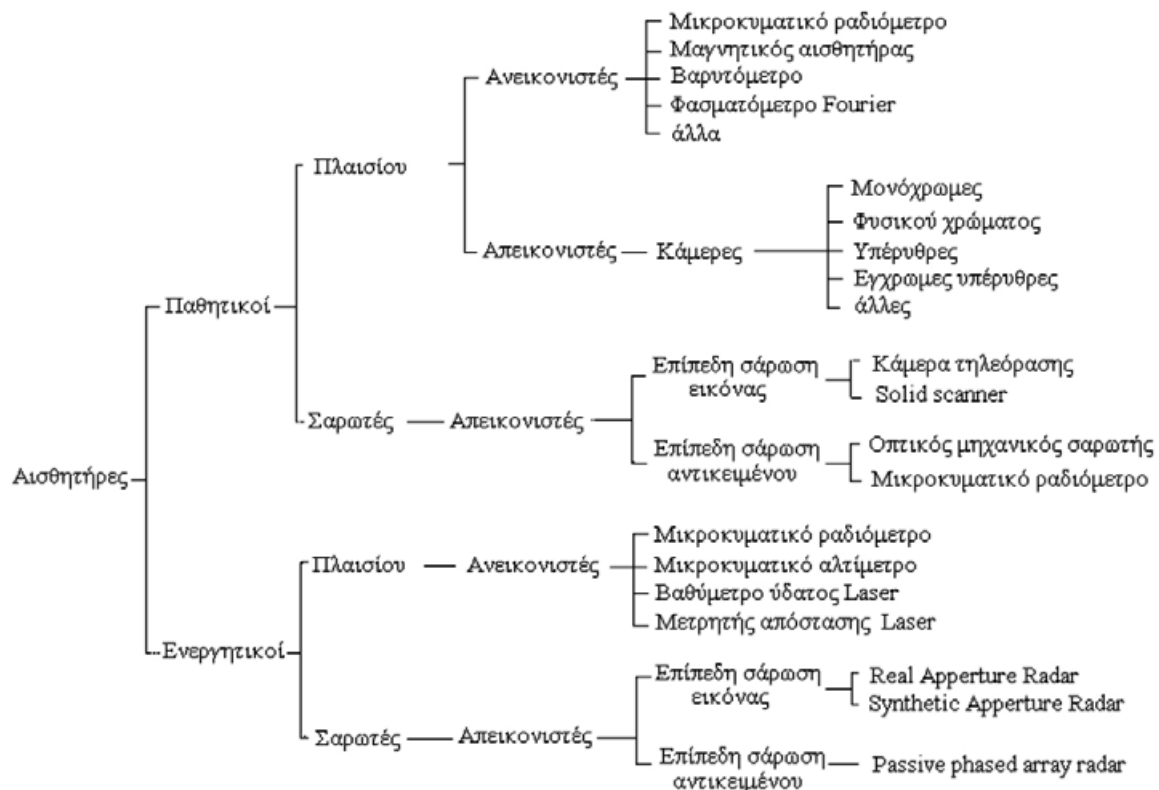 Μικροκυματικό ραδιόμετρο
Μαγνητικός αισθητήρας
Ανεικονιστές
Βαρυτόμετρο
Φασματόμετρο Fourier
άλλα
Πλαισίου
Μονόχρωμες
Φυσικού χρώματος
Απεικονιστές
Κάμερες
Υπέρυθρες
Εγχρωμες υπέρυθρες
άλλες
Παθητικοί
Επίπεδη σάρωση
εικόνας
Κάμερα τηλεόρασης
Solid scanner
Σαρωτές
Απεικονιστές
Επίπεδη σάρωση
αντικειμένου
Οπτικός μηχανικός σαρωτής
Μικροκυματικό ραδιόμετρο
Αισθητήρες
Μικροκυματικό ραδιόμετρο
Πλαισίου
Ανεικονιστές
Μικροκυματικό αλτίμετρο
Βαθύμετρο ύδατος Laser
Μετρητής απόστασης Laser
Ενεργητικοί
Επίπεδη σάρωση
εικόνας
Real Apperture Radar
Synthetic Apperture Radar
Σαρωτές
Απεικονιστές
Επίπεδη σάρωση
αντικειμένου
Passive phased array radar